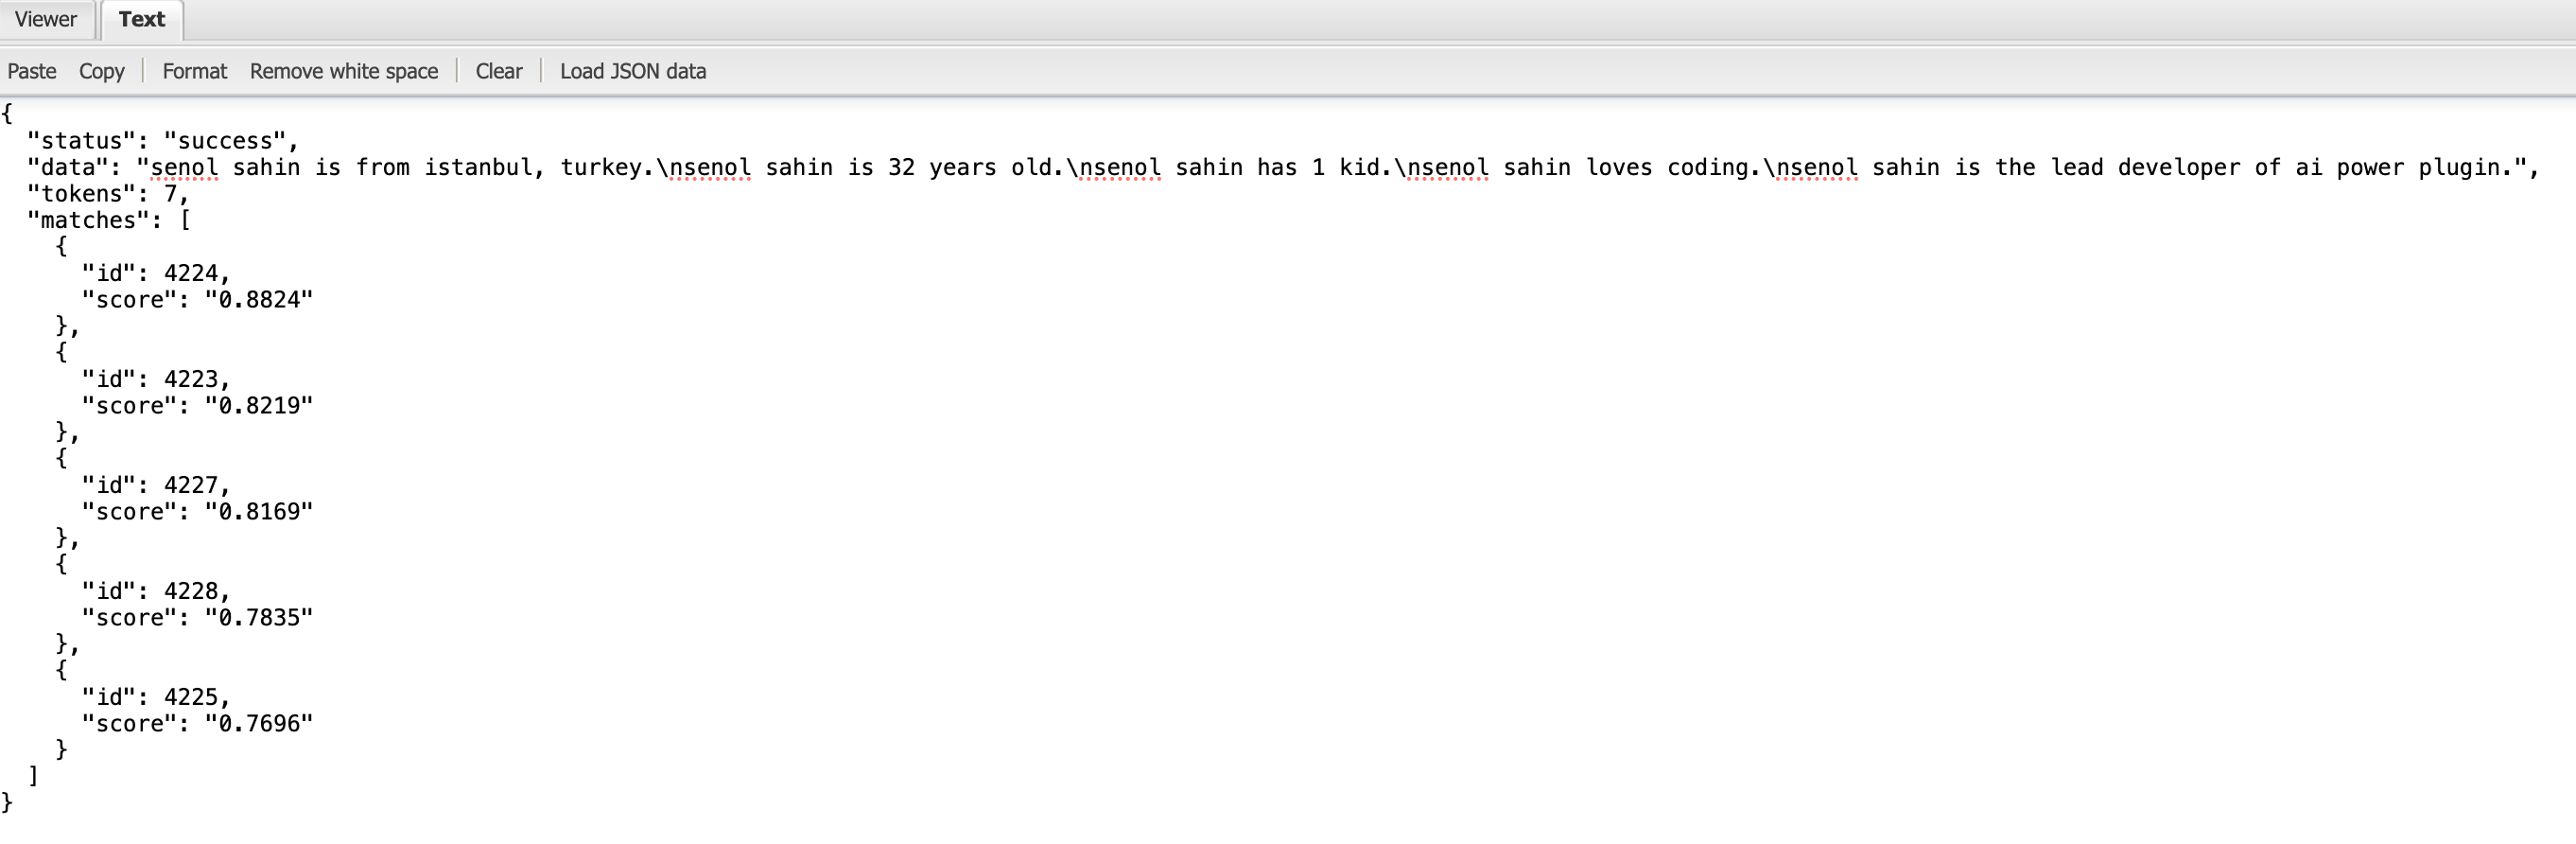 Viewer Text
Paste Copy Format Remove white space Clear Load JSON data
{
  "status": "success",
  "data": "senol sahin is from istanbul, turkey.\nsenol sahin is 32 years old.\nsenol sahin has 1 kid.\nsenol sahin loves coding.\nsenol sahin is the lead developer of ai power plugin.",
  "tokens": 7,
  "matches": [
    {
      "id": 4224,
      "score": "0.8824"
    },
    {
      "id": 4223,
      "score": "0.8219"
    },
    {
      "id": 4227,
      "score": "0.8169"
    },
    {
      "id": 4228,
      "score": "0.7835"
    },
    {
      "id": 4225,
      "score": "0.7696"
    }
  ]
}